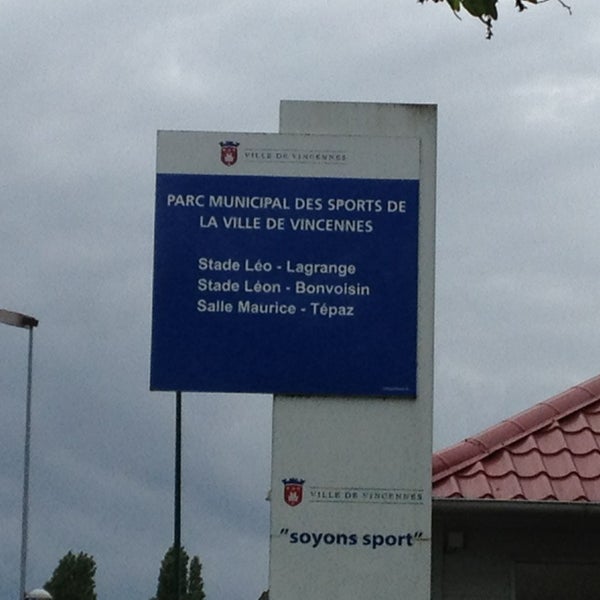 VILLE DE VINCENNES
PARC MUNICIPAL DES SPORTS DE
LA VILLE DE VINCENNES
Stade Léo - Lagrange
Stade Léon - Bonvoisin
Salle Maurice - Tépaz
VILLE DE VINCENNES
"soyons sport"